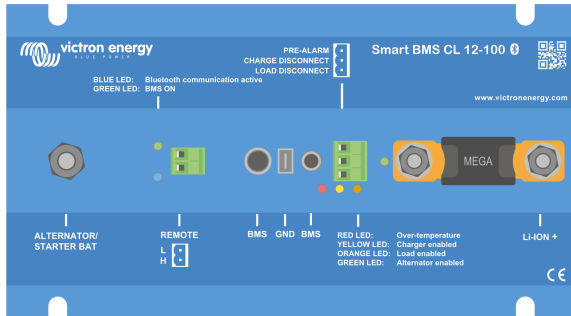 victron energy
BLUE POWER
PRE-ALARM
CHARGE DISCONNECT
LOAD DISCONNECT
Smart BMS CL 12-100
BLUE LED: Bluetooth communication active
GREEN LED: BMS ON
www.victronenergy.com
MEGA
ALTERNATOR/
STARTER BAT
REMOTE
L
H
BMS GND BMS
RED LED: Over-temperature
YELLOW LED: Charger enabled
ORANGE LED: Load enabled
GREEN LED: Alternator enabled
Li-ION +
CE